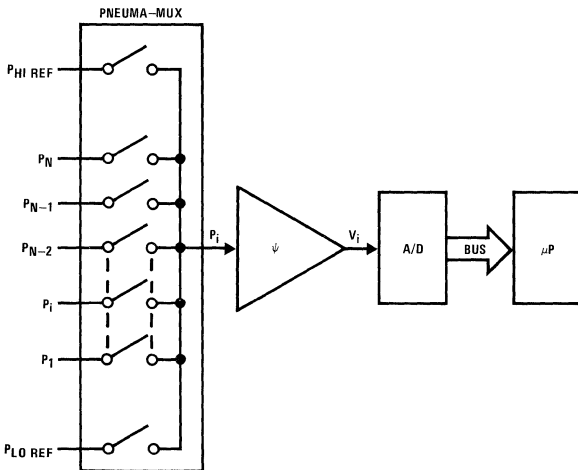 PNEUMA–MUX
PHI REF
PN
PN–1
PN–2
Pi
P1
PLO REF
Pi
ψ
Vi
A/D
BUS
μP